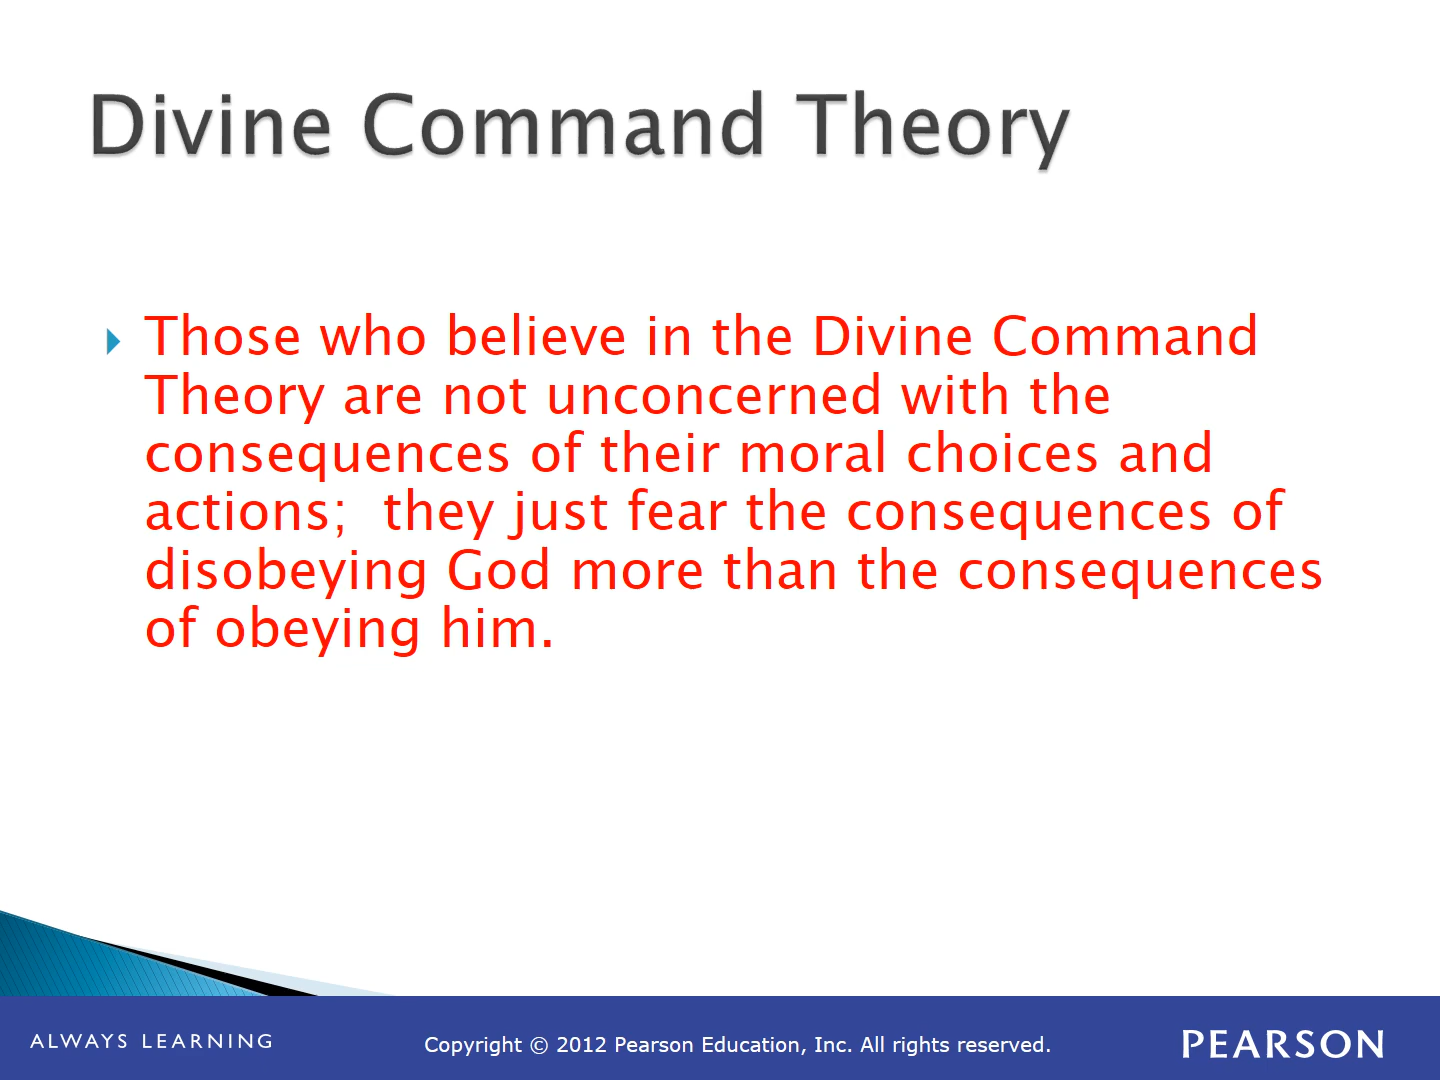 Divine Command Theory
Those who believe in the Divine Command
Theory are not unconcerned with the
consequences of their moral choices and
actions;  they just fear the consequences of
disobeying God more than the consequences
of obeying him.
ALWAYS LEARNING
Copyright © 2012 Pearson Education, Inc. All rights reserved.
PEARSON